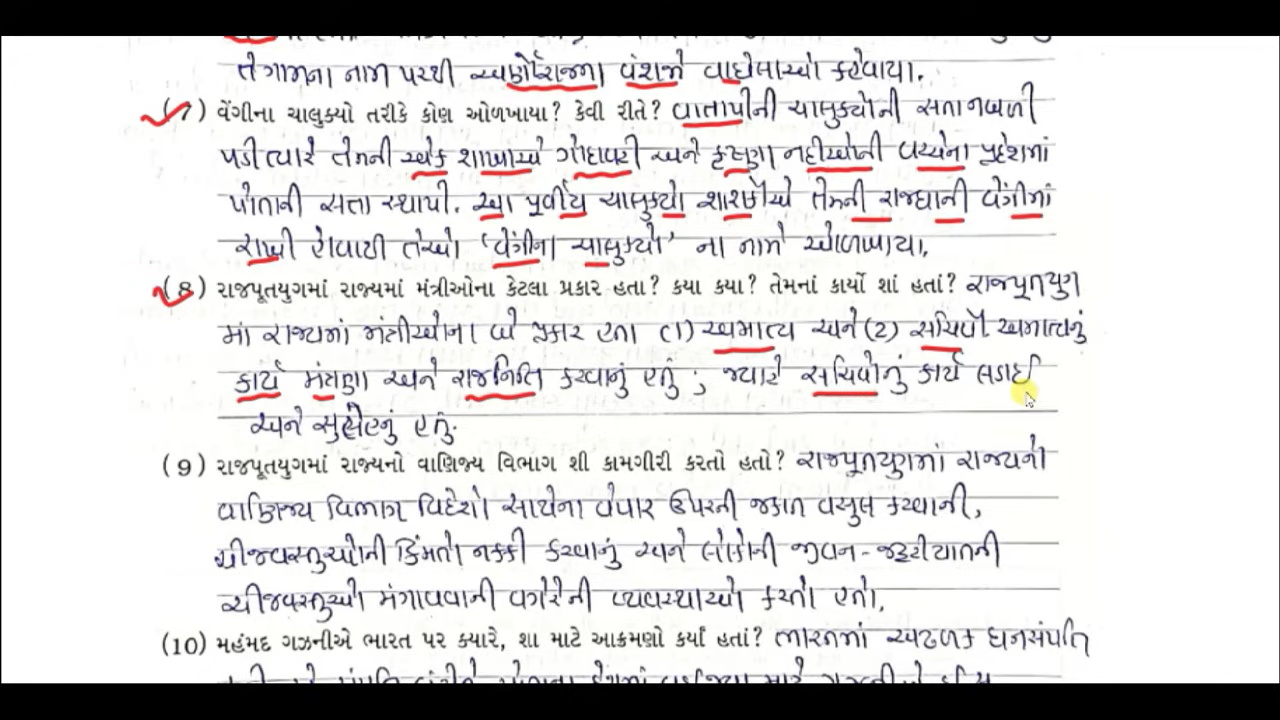 તે ગામના નામ પરથી અર્ણોરાજના વંશજો વાઘેલાઓ કહેવાયા.
(7) વેંગીના ચાલુક્યો તરીકે કોણ ઓળખાયા? કેવી રીતે? વાતાપીની ચાલુક્યોની સતા નબળી
પડી ત્યારે તેમની એક શાખાએ ગોદાવરી અને કૃષ્ણા નદીઓની વચ્ચેના પ્રદેશમાં
પોતાની સત્તા સ્થાપી. આ પૂર્વીય ચાલુક્યો શાસકોએ તેમની રાજધાની વેંગીમાં
રાખી હોવાથી તેઓ 'વેંગીના ચાલુક્યો' ના નામે ઓળખાયા.
(8) રાજપૂતયુગમાં રાજ્યમાં મંત્રીઓના કેટલા પ્રકાર હતા? કયા કયા? તેમનાં કાર્યો શાં હતાં? રાજપૂતયુગ
માં રાજ્યમાં મંત્રીઓના બે પ્રકાર હતા (1) અમાત્ય અને (2) સચિવો અમાત્યનું
કાર્ય મંત્રણા અને રાજનિતિ કરવાનું હતું ; જ્યારે સચિવોનું કાર્ય લડાઈ
અને સુલેહનું હતું.
(9) રાજપૂતયુગમાં રાજ્યનો વાણિજ્ય વિભાગ શી કામગીરી કરતો હતો? રાજપૂતયુગમાં રાજ્યનો
વાણિજ્ય વિભાગ વિદેશો સાથેના વેપાર ઉપરની જકાત વસુલ કરવાની,
ચીજવસ્તુઓની કિંમતો નક્કી કરવાનું અને લોકોની જીવન-જરૂરીયાતની
ચીજવસ્તુઓ મંગાવવાની વગેરેની વ્યવસ્થાઓ કરતો હતો.
(10) મહંમદ ગઝનીએ ભારત પર ક્યારે, શા માટે આક્રમણો કર્યાં હતાં? ભારતમાં અઢળક ધનસંપતિ